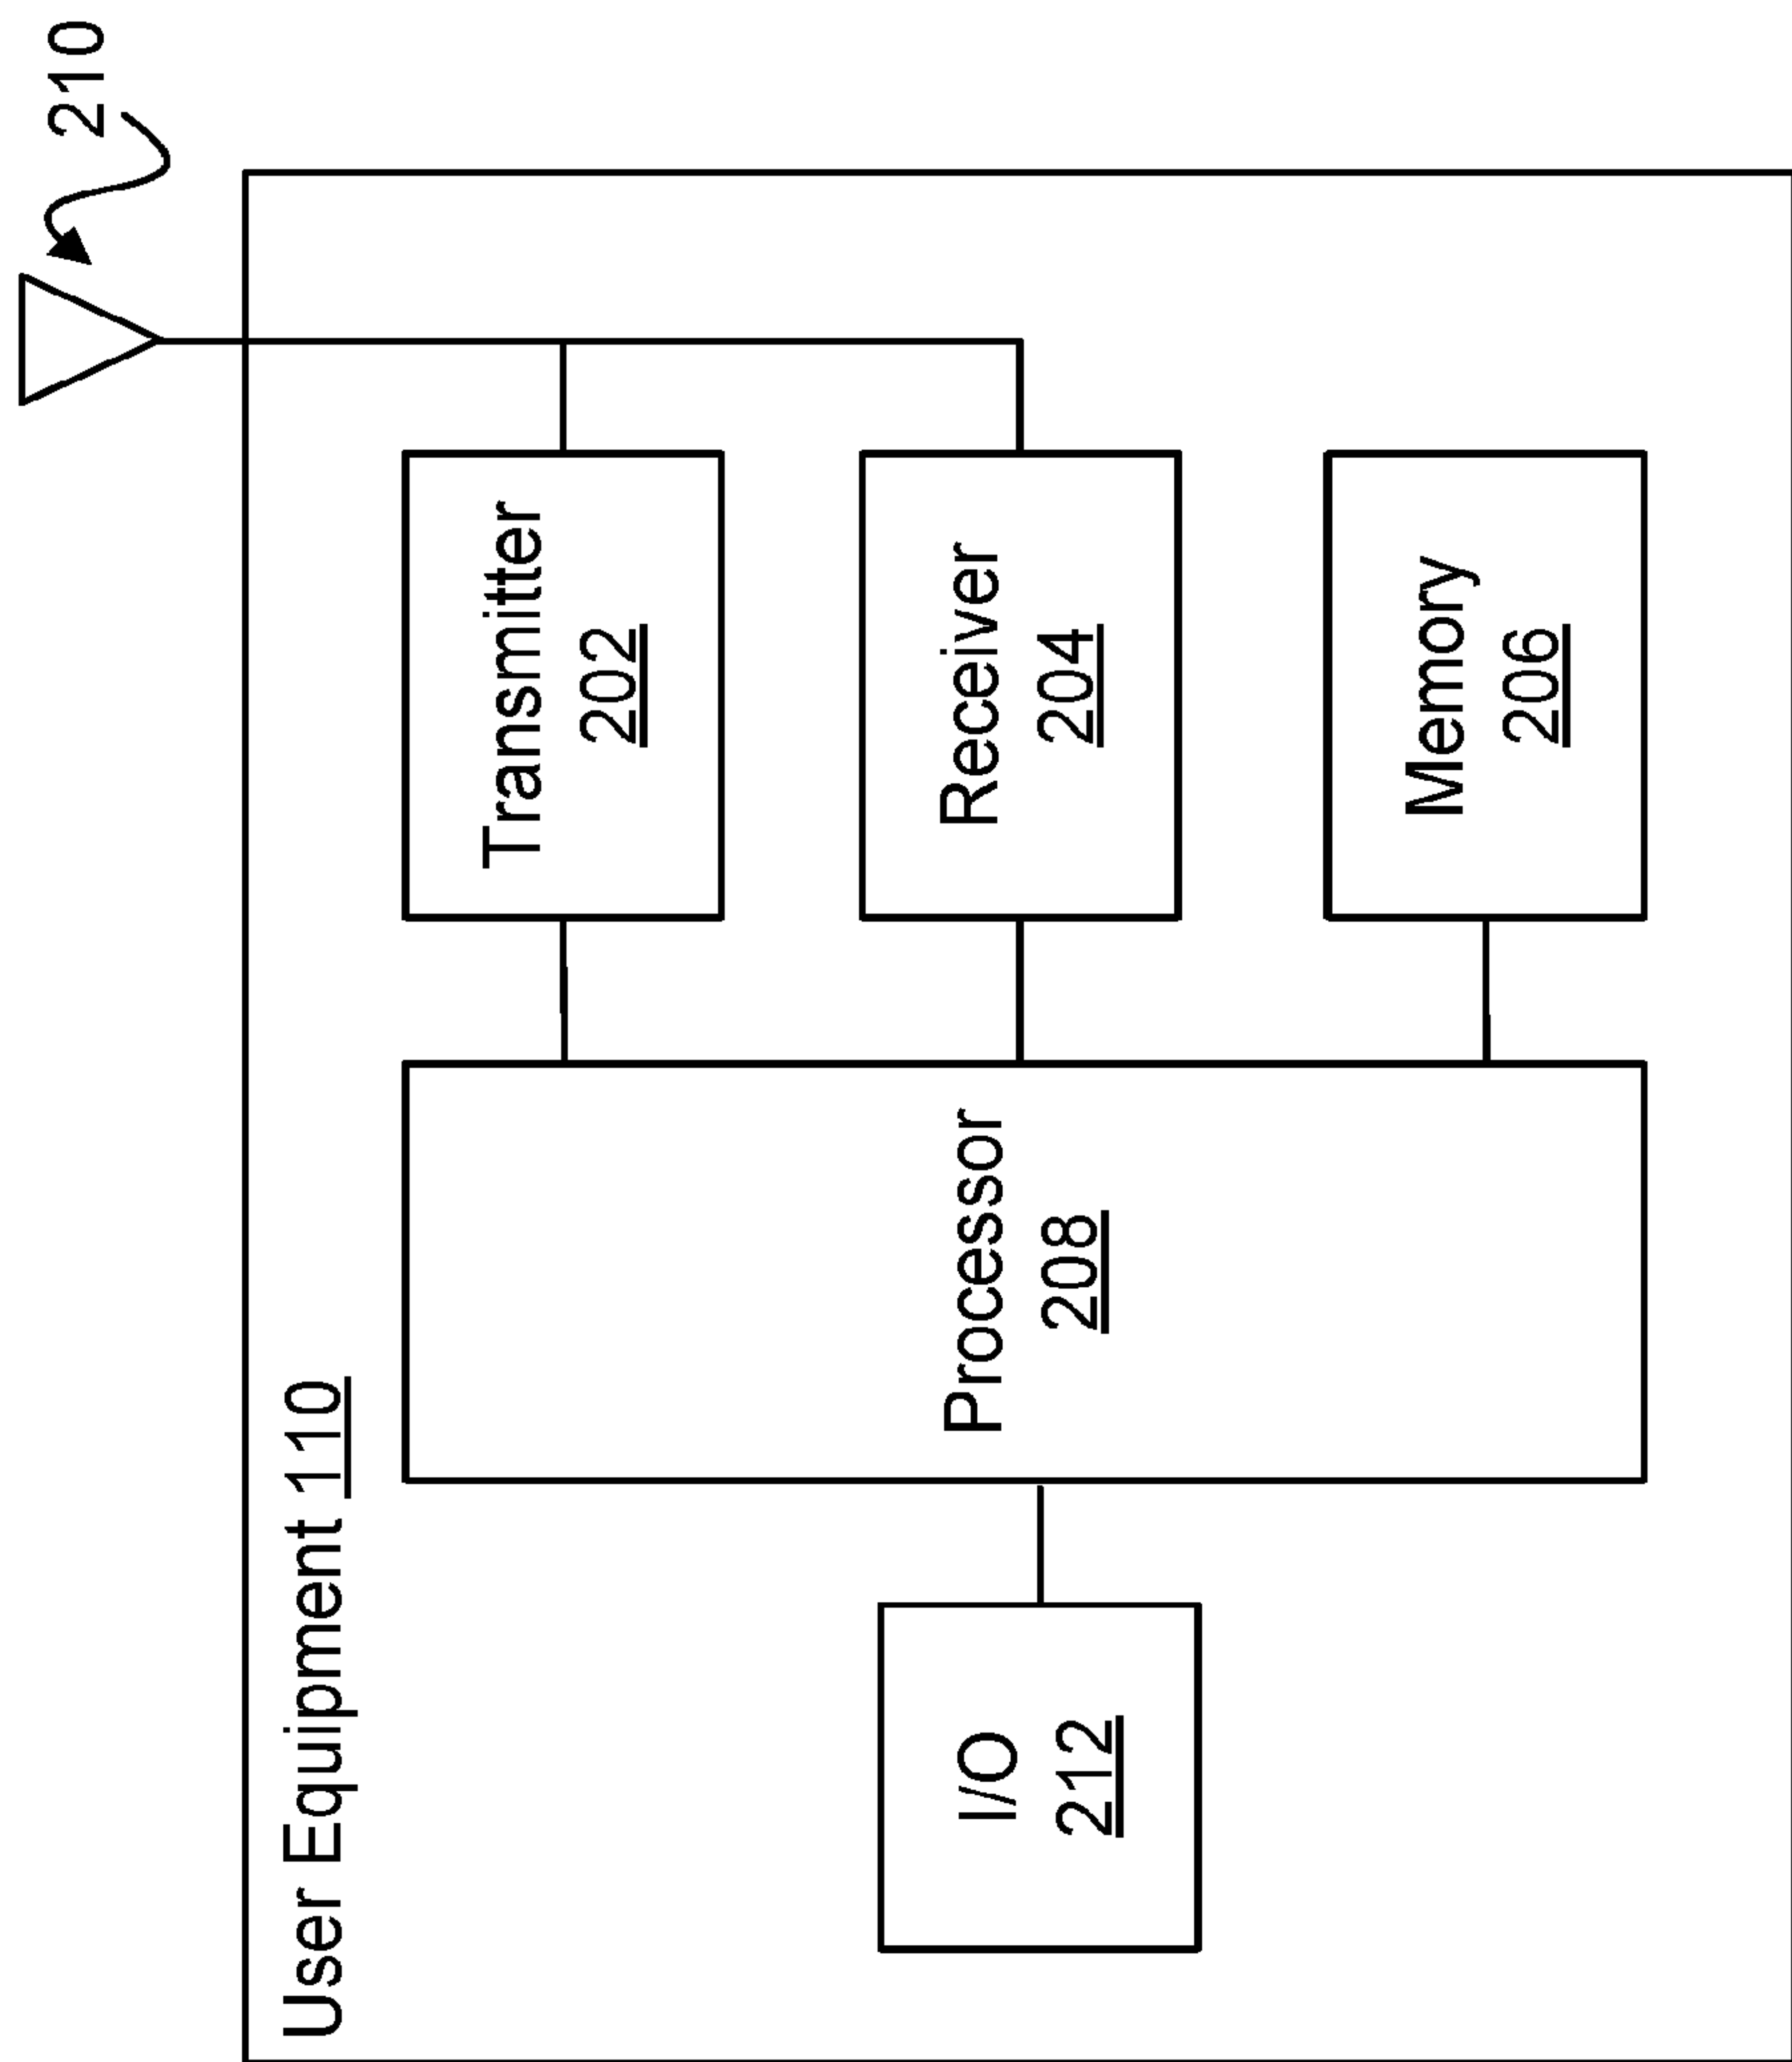 210
User Equipment 110
I/O
212
Processor
208
Transmitter
202
Receiver
204
Memory
206